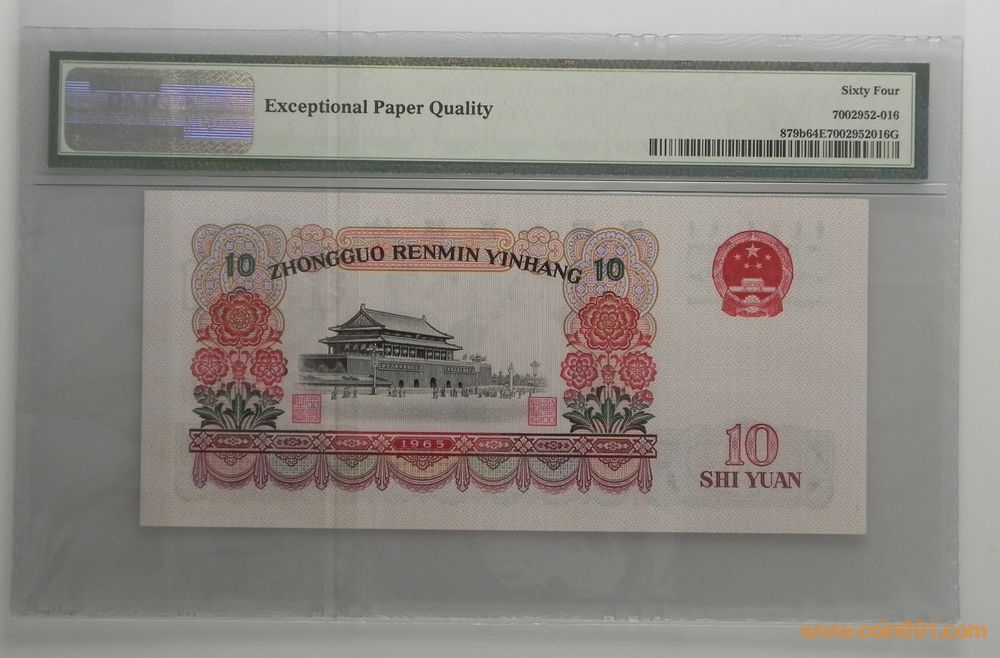 Sixty Four
Exceptional Paper Quality
7002952-016
879b64E7002952016G
10 ZHONGGUO RENMIN YINHANG 10
1965
10
SHI YUAN
www.coin001.com